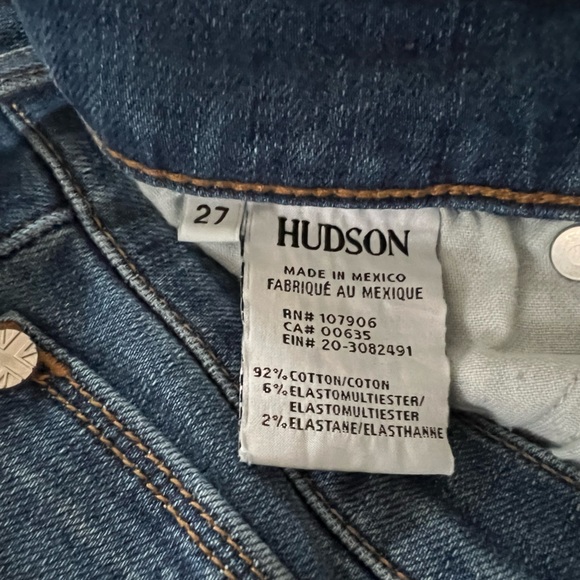 27
HUDSON
MADE IN MEXICO
FABRIQUÉ AU MEXIQUE
RN# 107906
CA# 00635
EIN# 20-3082491
92% COTTON/COTON
6% ELASTOMULTIESTER/
ELASTOMULTIESTER
2% ELASTANE/ELASTHANNE